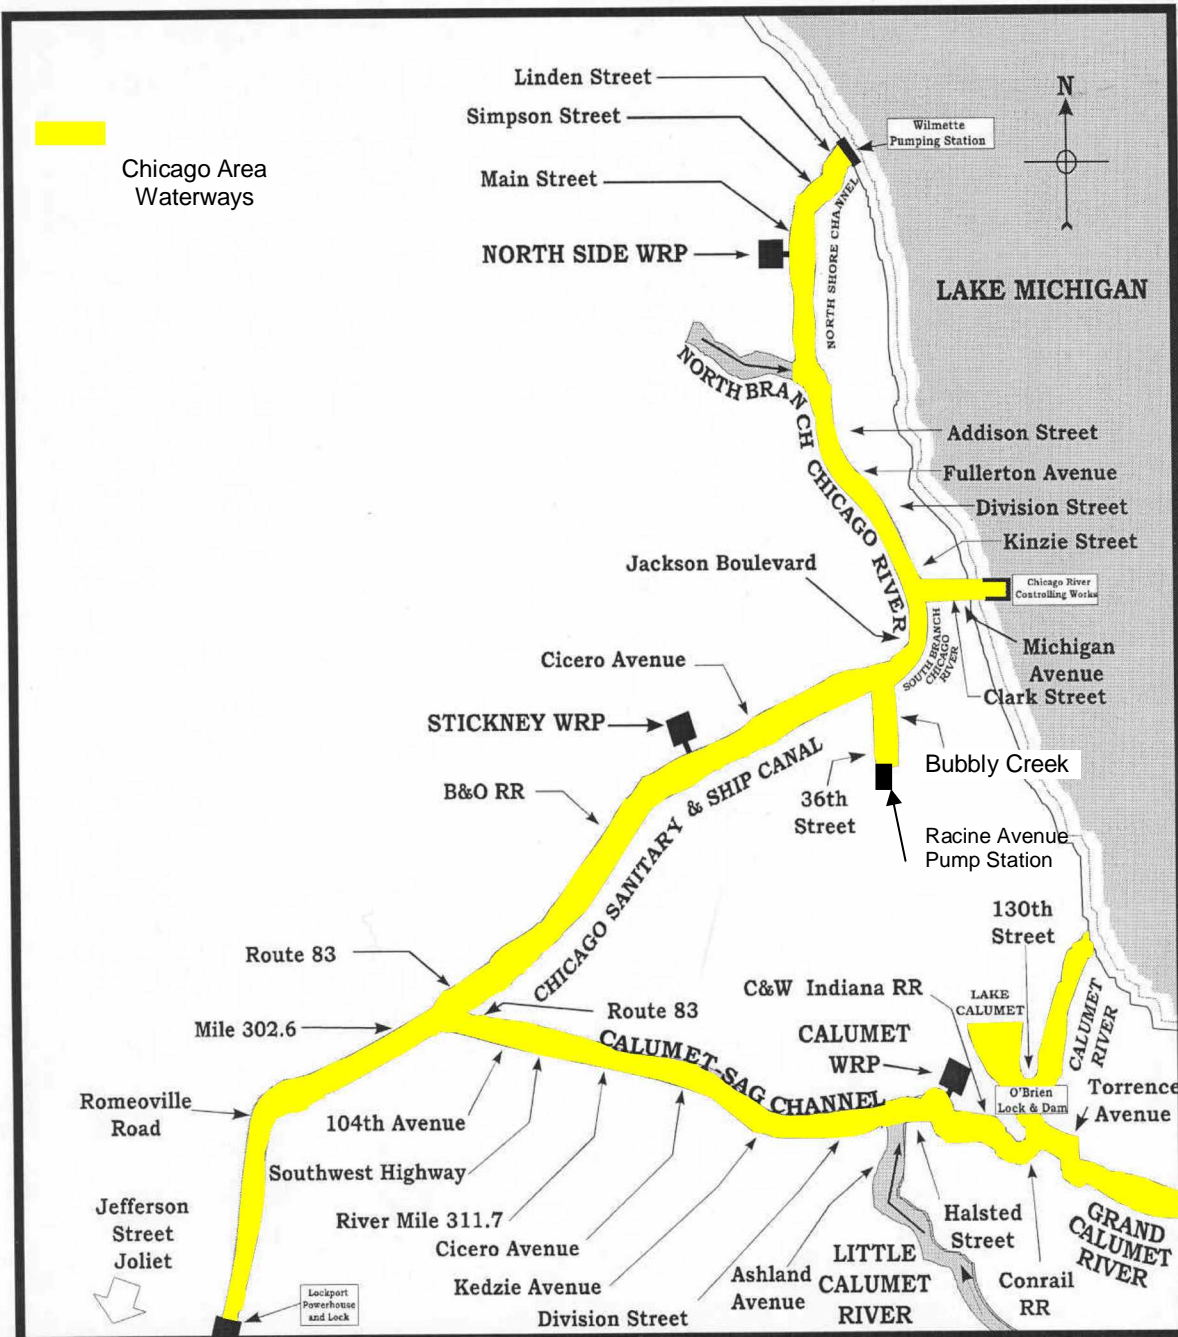 Linden Street
Simpson Street
Wilmette
Pumping Station
N
Chicago Area
Waterways
Main Street
NORTH SHORE CHANNEL
NORTH SIDE WRP
LAKE MICHIGAN
NORTH BRANCH CHICAGO RIVER
Addison Street
Fullerton Avenue
Division Street
Kinzie Street
Jackson Boulevard
Chicago River
Controlling Works
SOUTH BRANCH
CHICAGO
RIVER
Michigan
Avenue
Clark Street
Cicero Avenue
STICKNEY WRP
Bubbly Creek
B&O RR
CHICAGO SANITARY & SHIP CANAL
36th
Street
Racine Avenue
Pump Station
130th
Street
Route 83
C&W Indiana RR
LAKE
CALUMET
CALUMET
RIVER
Route 83
Mile 302.6
CALUMET-SAG CHANNEL
CALUMET
WRP
O'Brien
Lock & Dam
Torrence
Avenue
Romeoville
Road
104th Avenue
Southwest Highway
River Mile 311.7
Cicero Avenue
Kedzie Avenue
Division Street
Ashland
Avenue
LITTLE
CALUMET
RIVER
Halsted
Street
Conrail
RR
GRAND
CALUMET
RIVER
Jefferson
Street
Joliet
Lockport
Powerhouse
and Lock